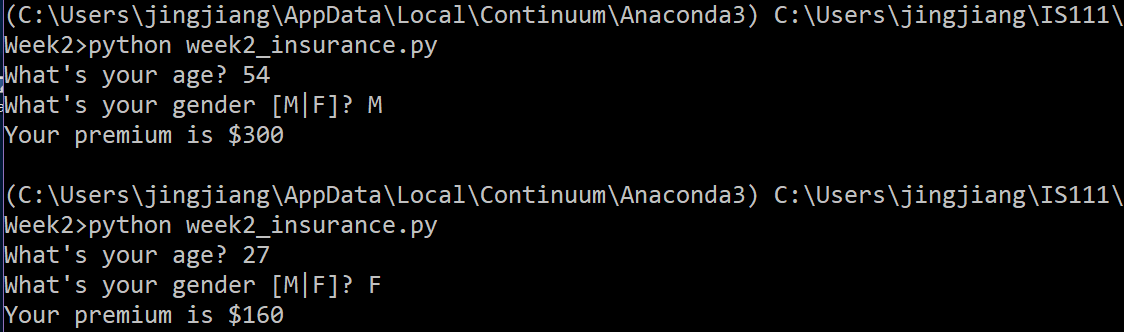 (C:\Users\jingjiang\AppData\Local\Continuum\Anaconda3) C:\Users\jingjiang\IS111\
Week2>python week2_insurance.py
What's your age? 54
What's your gender [M|F]? M
Your premium is $300
(C:\Users\jingjiang\AppData\Local\Continuum\Anaconda3) C:\Users\jingjiang\IS111\
Week2>python week2_insurance.py
What's your age? 27
What's your gender [M|F]? F
Your premium is $160